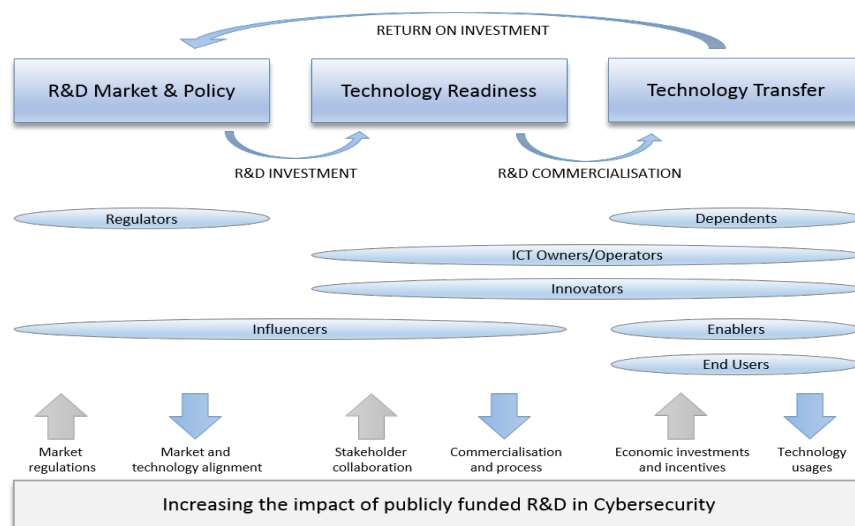 RETURN ON INVESTMENT
R&D Market & Policy
Technology Readiness
Technology Transfer
R&D INVESTMENT
R&D COMMERCIALISATION
Regulators
Dependents
ICT Owners/Operators
Innovators
Influencers
Enablers
End Users
Market
regulations
Market and
technology alignment
Stakeholder
collaboration
Commercialisation
and process
Economic investments
and incentives
Technology
usages
Increasing the impact of publicly funded R&D in Cybersecurity